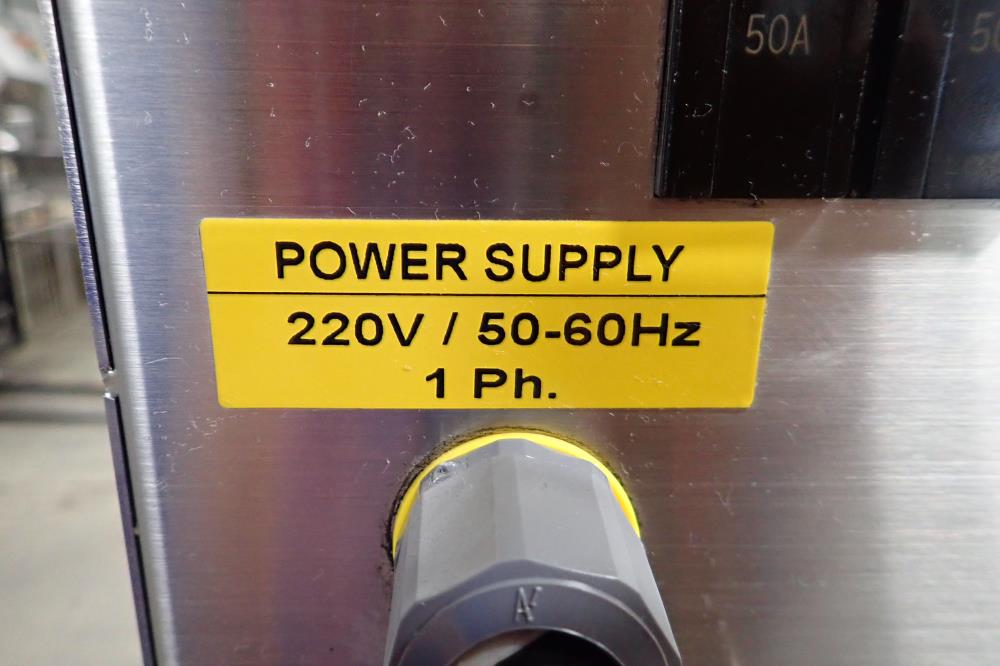 50A
POWER SUPPLY
220V / 50-60Hz
1 Ph.